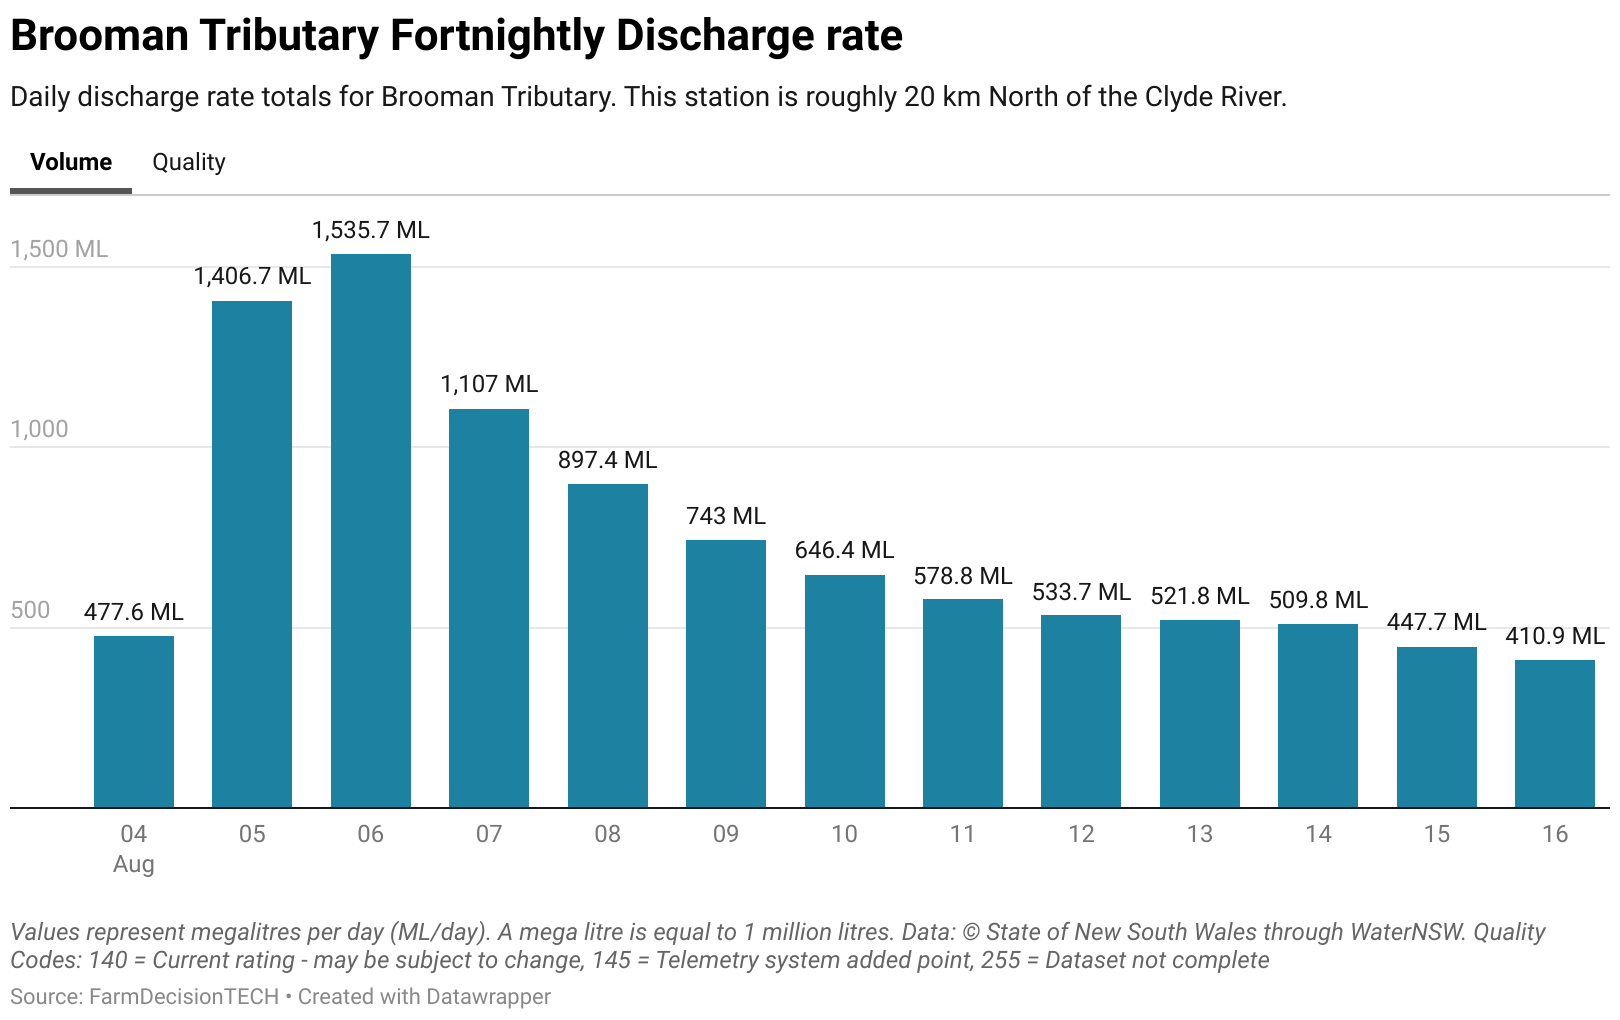 Brooman Tributary Fortnightly Discharge rate
Daily discharge rate totals for Brooman Tributary. This station is roughly 20 km North of the Clyde River.
Volume Quality
1,535.7 ML
1,500 ML
1,406.7 ML
1,107 ML
1,000
897.4 ML
743 ML
646.4 ML
578.8 ML
533.7 ML
521.8 ML
509.8 ML
500
477.6 ML
447.7 ML
410.9 ML
04 05 06 07 08 09 10 11 12 13 14 15 16
Aug
Values represent megalitres per day (ML/day). A mega litre is equal to 1 million litres. Data: © State of New South Wales through WaterNSW. Quality
Codes: 140 = Current rating - may be subject to change, 145 = Telemetry system added point, 255 = Dataset not complete
Source: FarmDecisionTECH • Created with Datawrapper